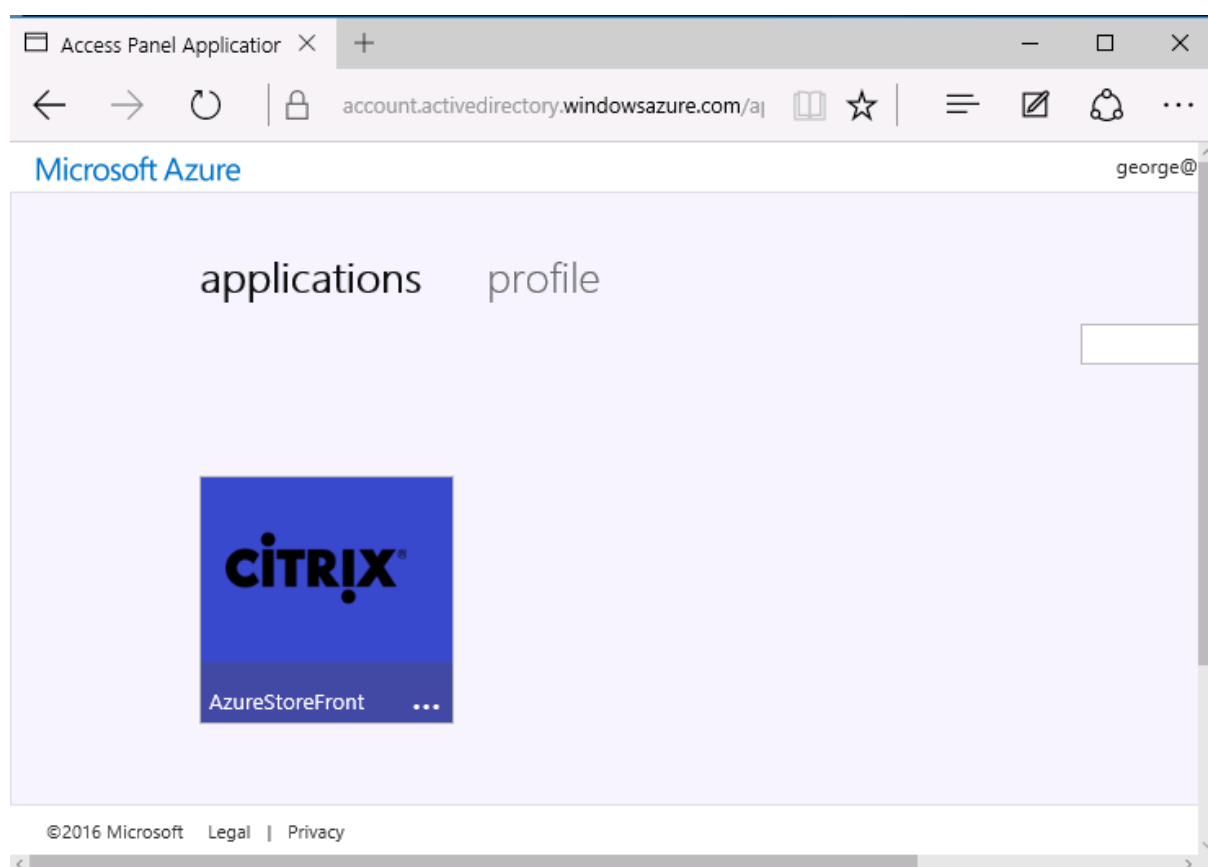 Access Panel Applicatior
account.activedirectory.windowsazure.com/a
Microsoft Azure
george@
applications profile
CITRIX®
AzureStoreFront ...
©2016 Microsoft Legal | Privacy